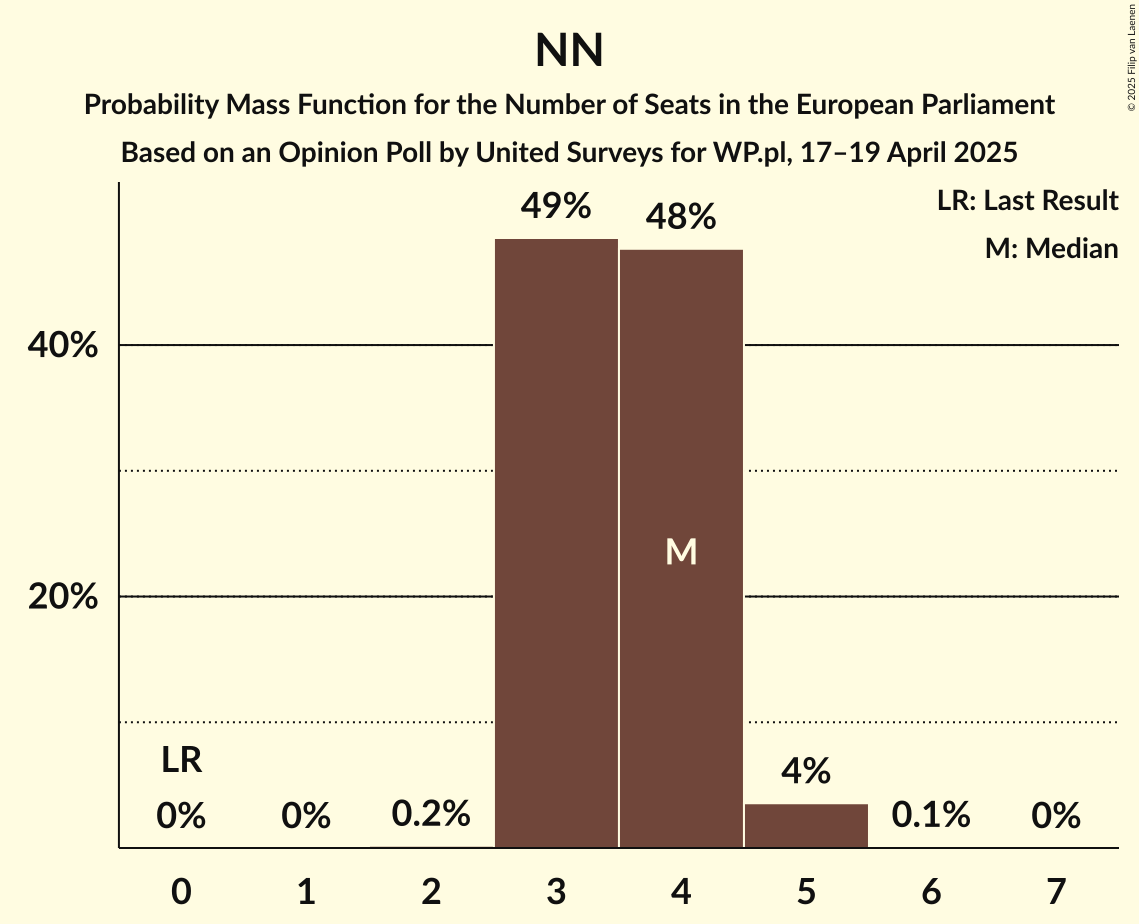 NN
Probability Mass Function for the Number of Seats in the European Parliament
Based on an Opinion Poll by United Surveys for WP.pl, 17–19 April 2025
© 2025 Filip van Laenen
LR: Last Result
M: Median
49%
48%
40%
M
20%
LR
0%
0%
0.2%
4%
0.1%
0%
0 1 2 3 4 5 6 7